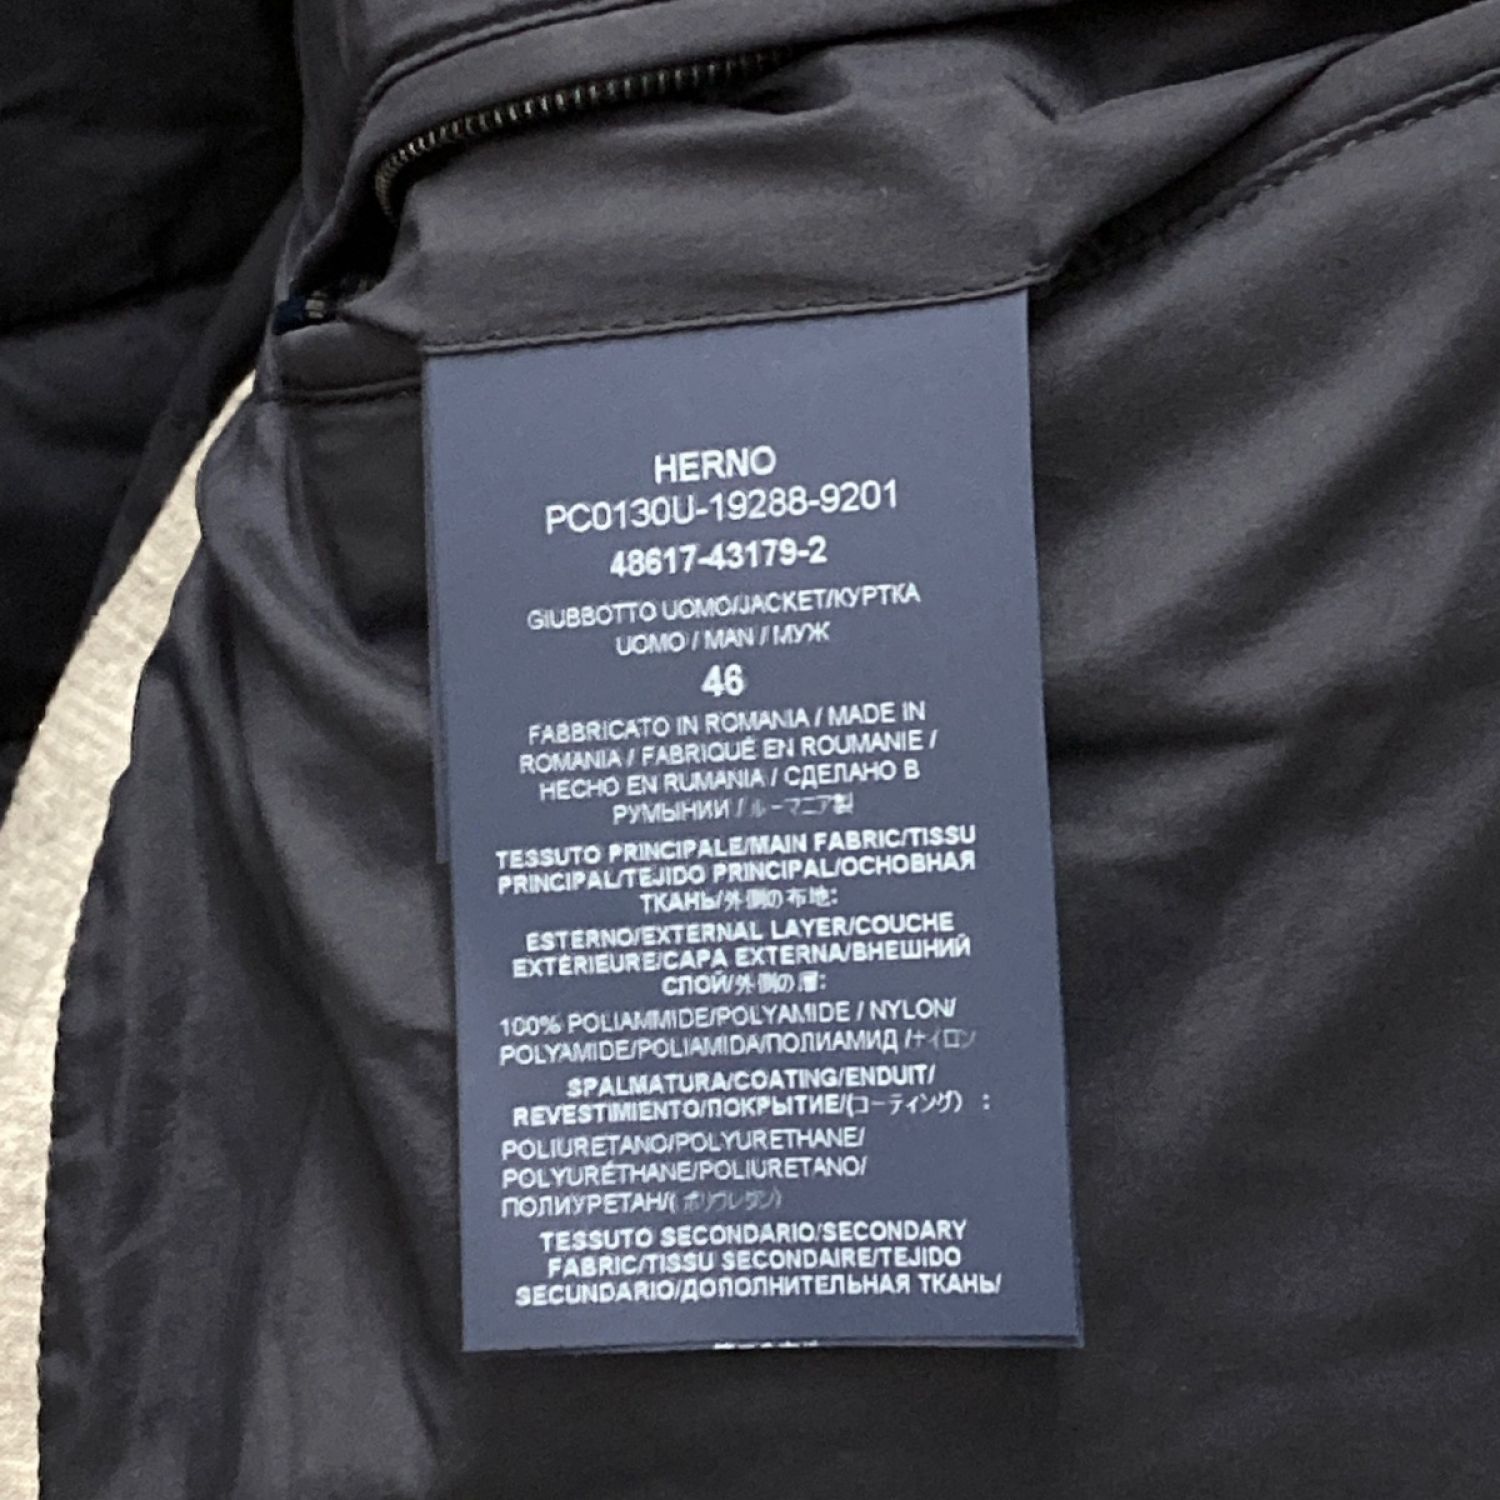 HERNO
PC0130U-19288-9201
48617-43179-2
GIUBBOTTO UOMO/JACKET/КУРТКА
UOMO / MAN / МУЖ
46
FABBRICATO IN ROMANIA / MADE IN
ROMANIA / FABRIQUÉ EN ROUMANIE /
HECHO EN RUMANIA / СДЕЛАНО В
РУМЫНИИ / ルーマニア製
TESSUTO PRINCIPALE/MAIN FABRIC/TISSU
PRINCIPAL/TEJIDO PRINCIPAL/ОСНОВНАЯ
ТКАНЬ/外側の布地:
ESTERNO/EXTERNAL LAYER/COUCHE
EXTÉRIEURE/CAPA EXTERNA/ВНЕШНИЙ
СЛОЙ/外側の層:
100% POLIAMMIDE/POLYAMIDE / NYLON/
POLYAMIDE/POLIAMIDA/ПОЛИАМИД /ナイロン
SPALMATURA/COATING/ENDUIT/
REVESTIMIENTO/ПОКРЫТИЕ/(コーティング) :
POLIURETANO/POLYURETHANE/
POLYURÉTHANE/POLIURETANO/
ПОЛИУРЕТАН/( ポリウレタン)
TESSUTO SECONDARIO/SECONDARY
FABRIC/TISSU SECONDAIRE/TEJIDO
SECUNDARIO/ДОПОЛНИТЕЛЬНАЯ ТКАНЬ/